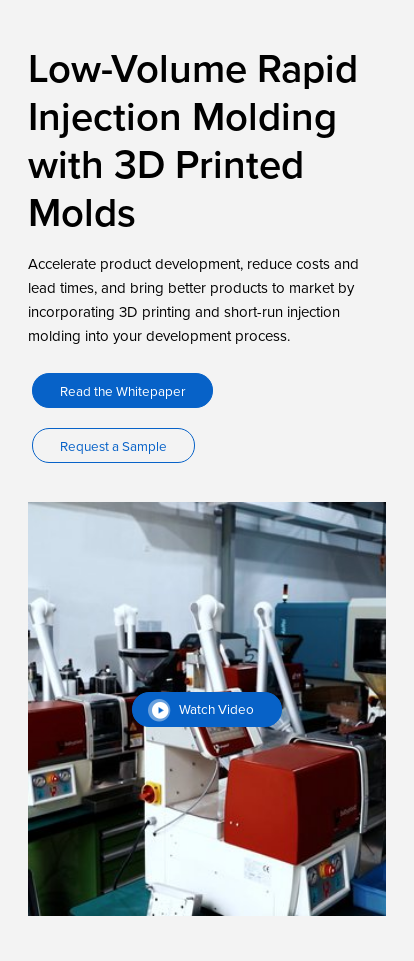 Low-Volume Rapid
Injection Molding
with 3D Printed
Molds
Accelerate product development, reduce costs and
lead times, and bring better products to market by
incorporating 3D printing and short-run injection
molding into your development process.
Read the Whitepaper
Request a Sample
Watch Video